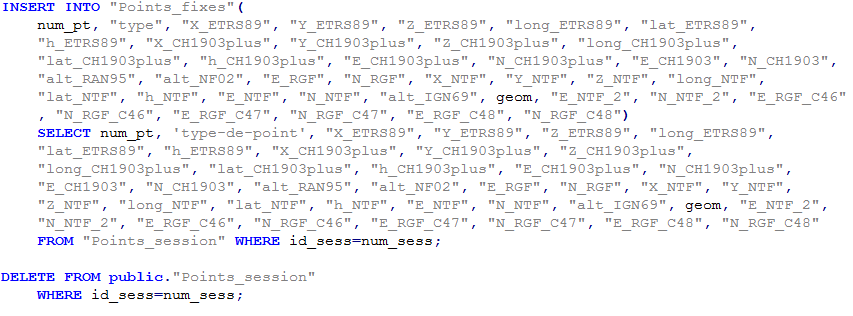 INSERT INTO "Points_fixes"(
num_pt, "type", "X_ETRS89", "Y_ETRS89", "Z_ETRS89", "long_ETRS89", "lat_ETRS89",
"h_ETRS89", "X_CH1903plus", "Y_CH1903plus", "Z_CH1903plus", "long_CH1903plus",
"lat_CH1903plus", "h_CH1903plus", "E_CH1903plus", "N_CH1903plus", "E_CH1903", "N_CH1903",
"alt_RAN95", "alt_NF02", "E_RGF", "N_RGF", "X_NTF", "Y_NTF", "Z_NTF", "long_NTF",
"lat_NTF", "h_NTF", "E_NTF", "N_NTF", "alt_IGN69", geom, "E_NTF_2", "N_NTF_2", "E_RGF_C46"
, "N_RGF_C46", "E_RGF_C47", "N_RGF_C47", "E_RGF_C48", "N_RGF_C48")
SELECT num_pt, 'type-de-point', "X_ETRS89", "Y_ETRS89", "Z_ETRS89", "long_ETRS89",
"lat_ETRS89", "h_ETRS89", "X_CH1903plus", "Y_CH1903plus", "Z_CH1903plus",
"long_CH1903plus", "lat_CH1903plus", "h_CH1903plus", "E_CH1903plus", "N_CH1903plus",
"E_CH1903", "N_CH1903", "alt_RAN95", "alt_NF02", "E_RGF", "N_RGF", "X_NTF", "Y_NTF",
"Z_NTF", "long_NTF", "lat_NTF", "h_NTF", "E_NTF", "N_NTF", "alt_IGN69", geom, "E_NTF_2",
"N_NTF_2", "E_RGF_C46", "N_RGF_C46", "E_RGF_C47", "N_RGF_C47", "E_RGF_C48", "N_RGF_C48"
FROM "Points_session" WHERE id_sess=num_sess;
DELETE FROM public."Points_session"
WHERE id_sess=num_sess;